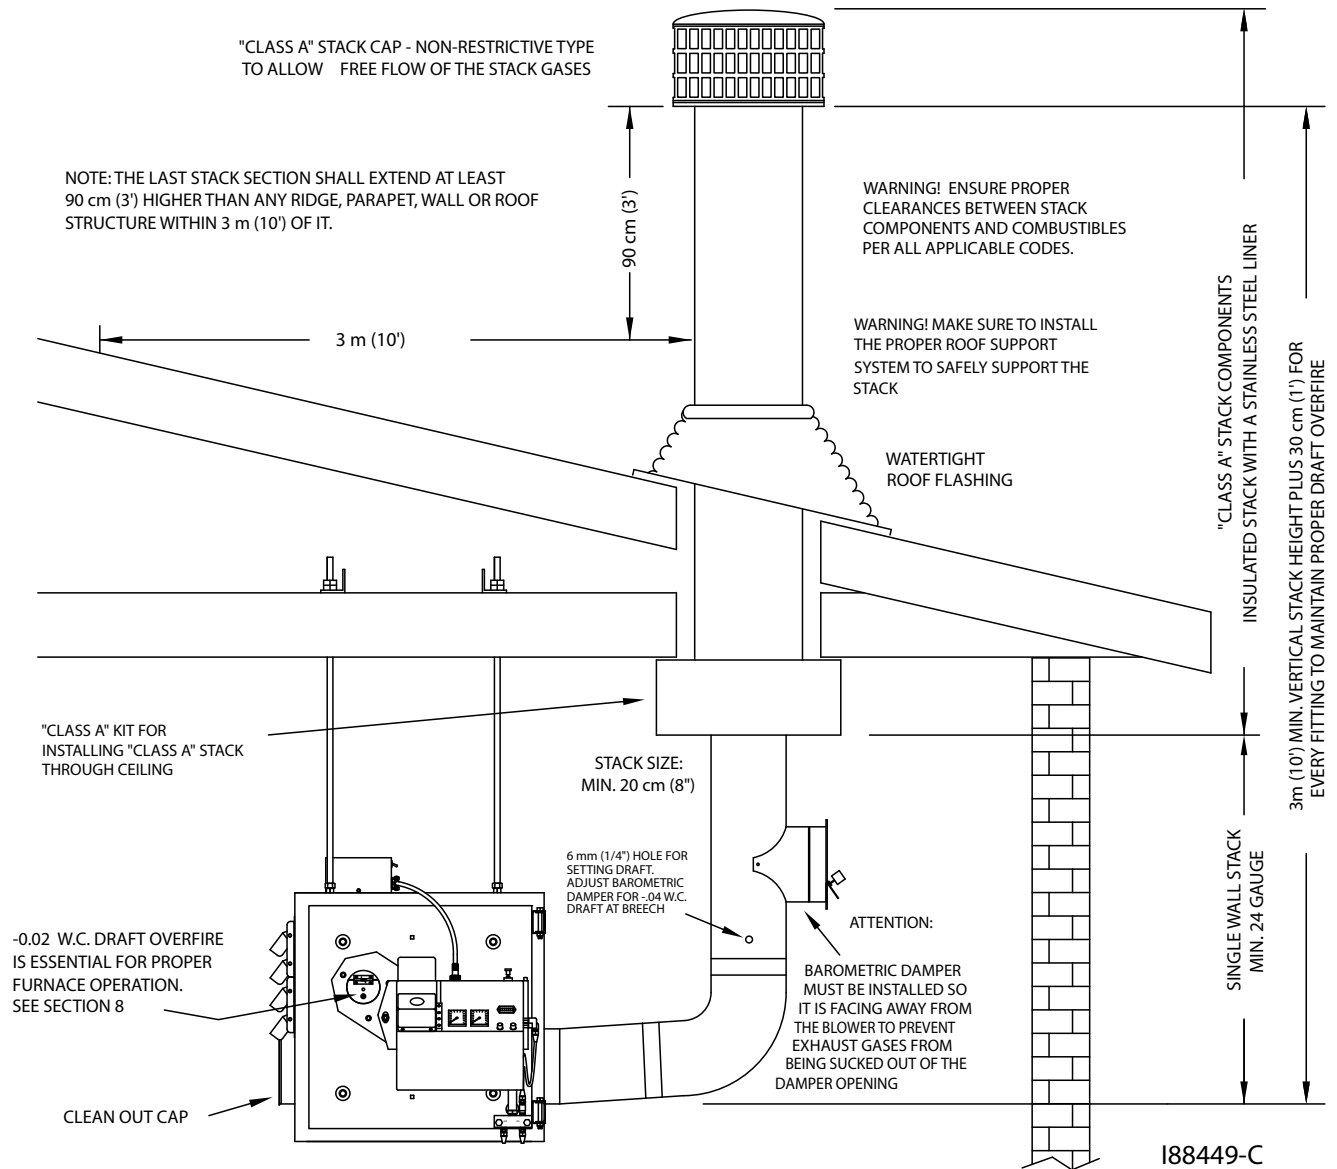 "CLASS A" STACK CAP - NON-RESTRICTIVE TYPE
TO ALLOW FREE FLOW OF THE STACK GASES
NOTE: THE LAST STACK SECTION SHALL EXTEND AT LEAST
90 cm (3') HIGHER THAN ANY RIDGE, PARAPET, WALL OR ROOF
STRUCTURE WITHIN 3 m (10') OF IT.
90 cm (3')
3 m (10')
WARNING! ENSURE PROPER
CLEARANCES BETWEEN STACK
COMPONENTS AND COMBUSTIBLES
PER ALL APPLICABLE CODES.
WARNING! MAKE SURE TO INSTALL
THE PROPER ROOF SUPPORT
SYSTEM TO SAFELY SUPPORT THE
STACK
WATERTIGHT
ROOF FLASHING
"CLASS A" STACK COMPONENTS
INSULATED STACK WITH A STAINLESS STEEL LINER
3m (10') MIN. VERTICAL STACK HEIGHT PLUS 30 cm (1') FOR
EVERY FITTING TO MAINTAIN PROPER DRAFT OVERFIRE
"CLASS A" KIT FOR
INSTALLING "CLASS A" STACK
THROUGH CEILING
STACK SIZE:
MIN. 20 cm (8")
6 mm (1/4") HOLE FOR
SETTING DRAFT.
ADJUST BAROMETRIC
DAMPER FOR -.04 W.C.
DRAFT AT BREECH
SINGLE WALL STACK
MIN. 24 GAUGE
ATTENTION:
BAROMETRIC DAMPER
MUST BE INSTALLED SO
IT IS FACING AWAY FROM
THE BLOWER TO PREVENT
EXHAUST GASES FROM
BEING SUCKED OUT OF THE
DAMPER OPENING
-0.02 W.C. DRAFT OVERFIRE
IS ESSENTIAL FOR PROPER
FURNACE OPERATION.
SEE SECTION 8
CLEAN OUT CAP
I88449-C